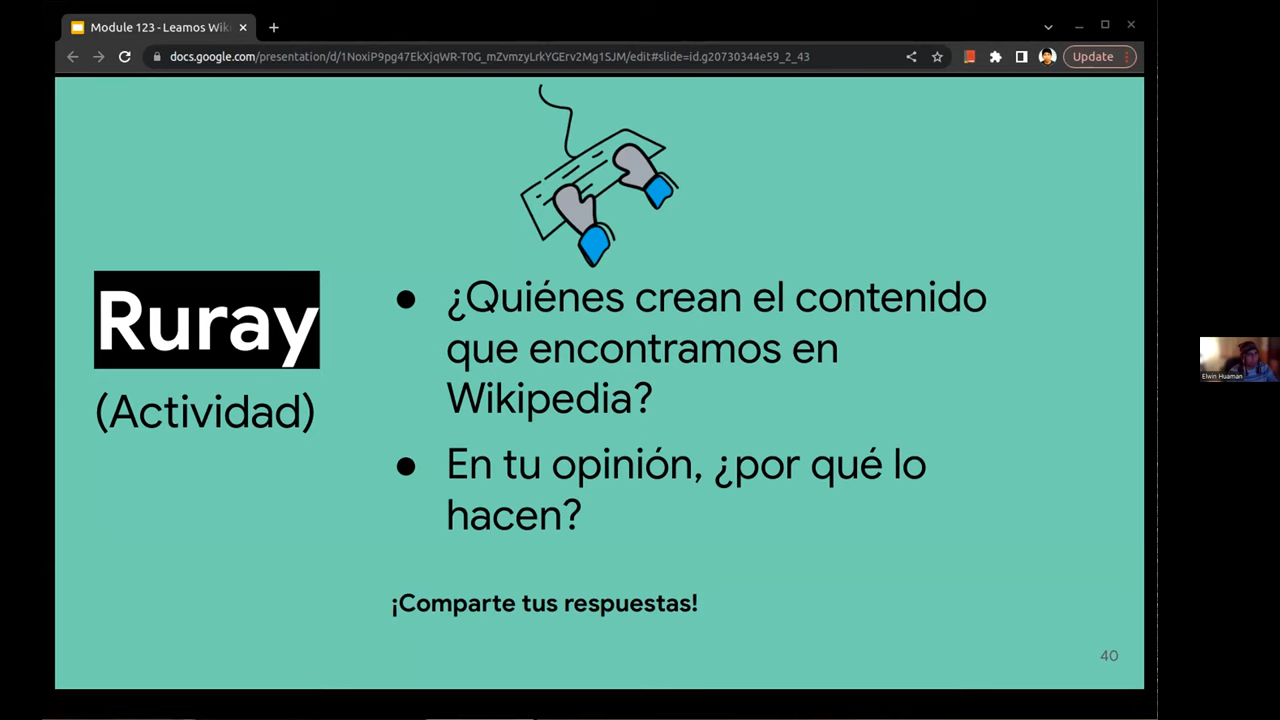 Module 123 - Leamos Wiki
docs.google.com/presentation/d/1NoxiP9pg47EkXjqWR-T0G_mZvmzyLrkYGErv2Mg1SJM/edit#slide=id.g20730344e59_2_43
Update
Ruray
(Actividad)
● ¿Quiénes crean el contenido
que encontramos en
Wikipedia?
● En tu opinión, ¿por qué lo
hacen?
¡Comparte tus respuestas!
40
Elwin Huaman